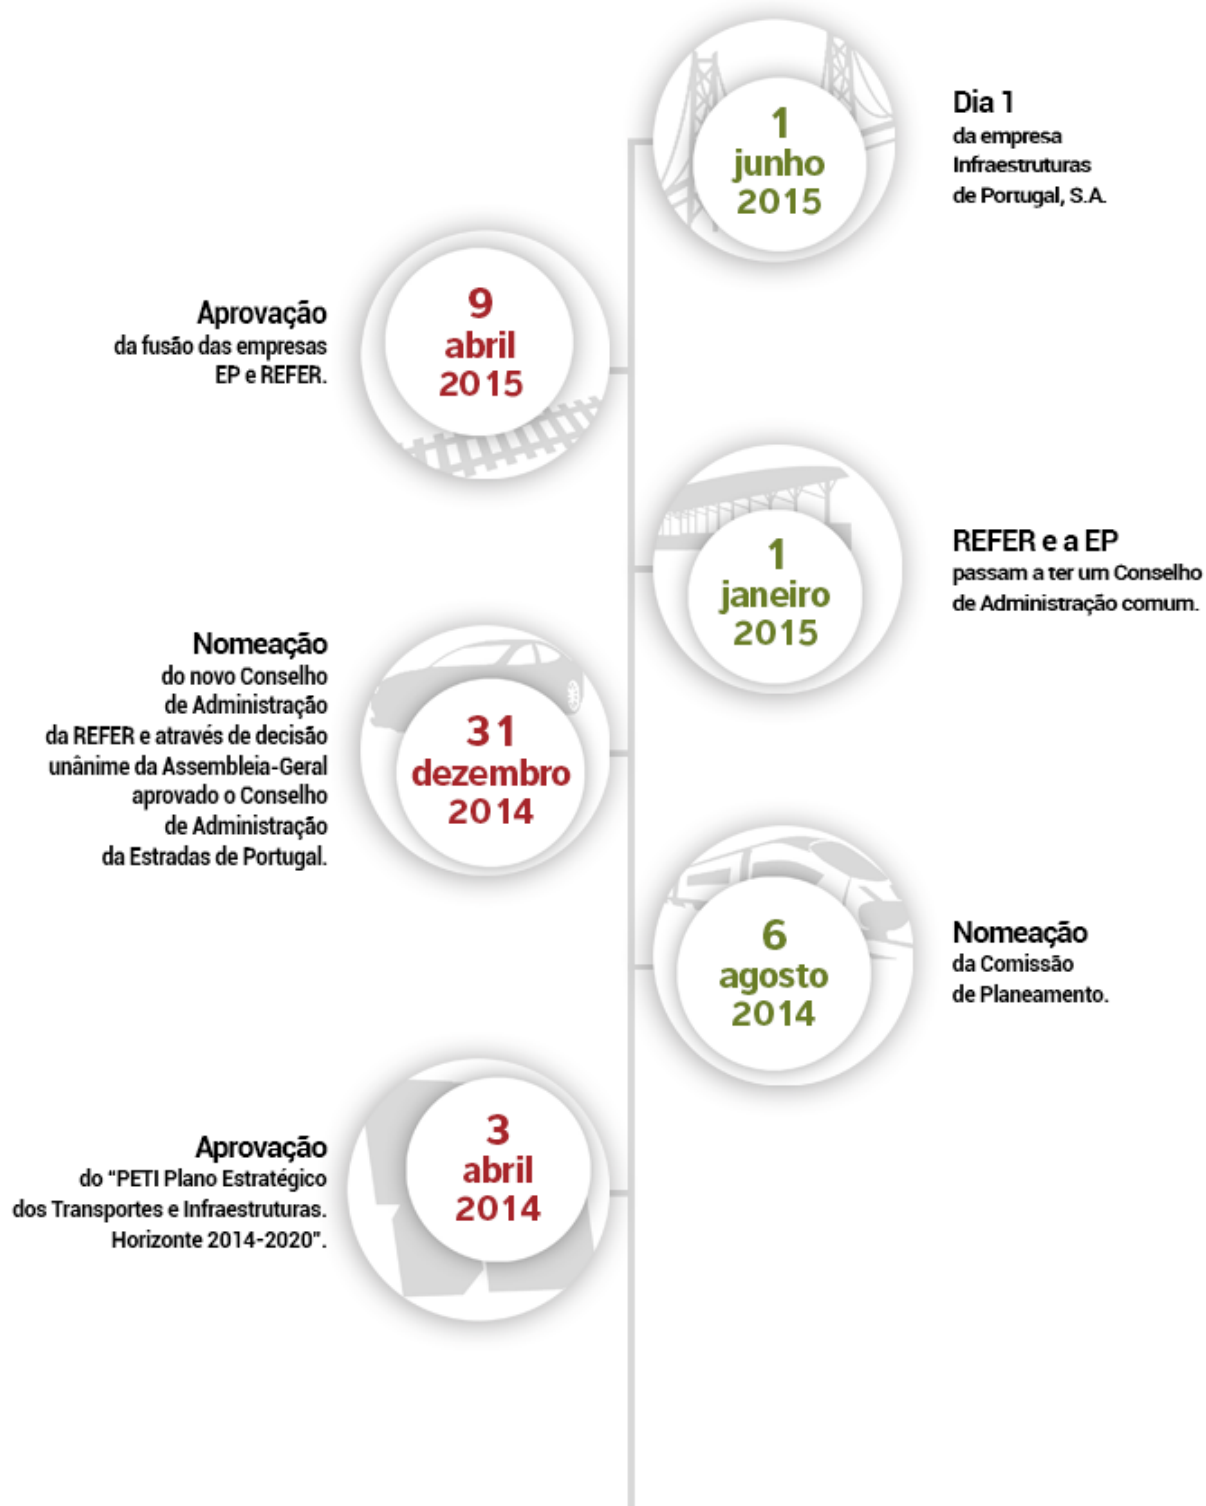 1
junho
2015
Dia 1
da empresa
Infraestruturas
de Portugal, S.A.
9
abril
2015
Aprovação
da fusão das empresas
EP e REFER.
1
janeiro
2015
REFER e a EP
passam a ter um Conselho
de Administração comum.
31
dezembro
2014
Nomeação
do novo Conselho
de Administração
da REFER e através de decisão
unânime da Assembleia-Geral
aprovado o Conselho
de Administração
da Estradas de Portugal.
6
agosto
2014
Nomeação
da Comissão
de Planeamento.
3
abril
2014
Aprovação
do “PETI Plano Estratégico
dos Transportes e Infraestruturas.
Horizonte 2014-2020”.